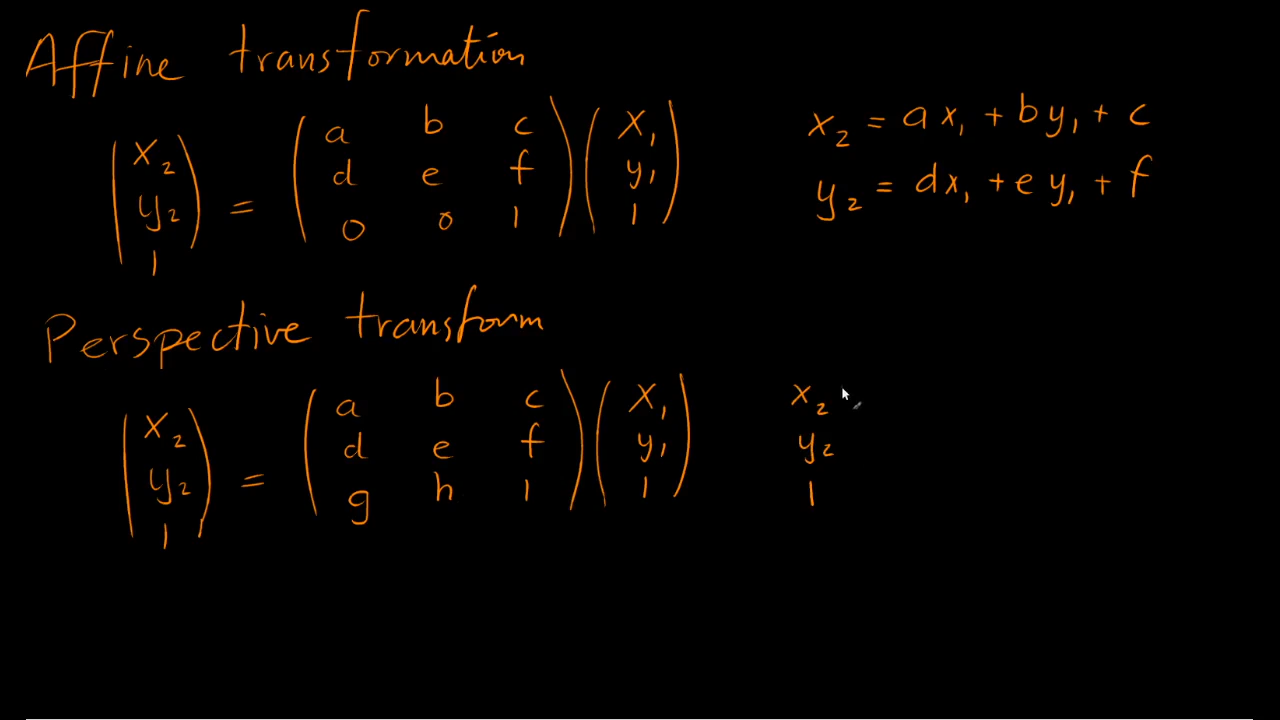 Affine transformation
x₂ a b c x₁ x₂ = ax₁ + by₁ + c
y₂ = d e f y₁ y₂ = dx₁ + ey₁ + f
1 0 0 1 1
Perspective transform
x₂ a b c x₁ x₂
y₂ = d e f y₁ y₂
1 g h 1 1 1